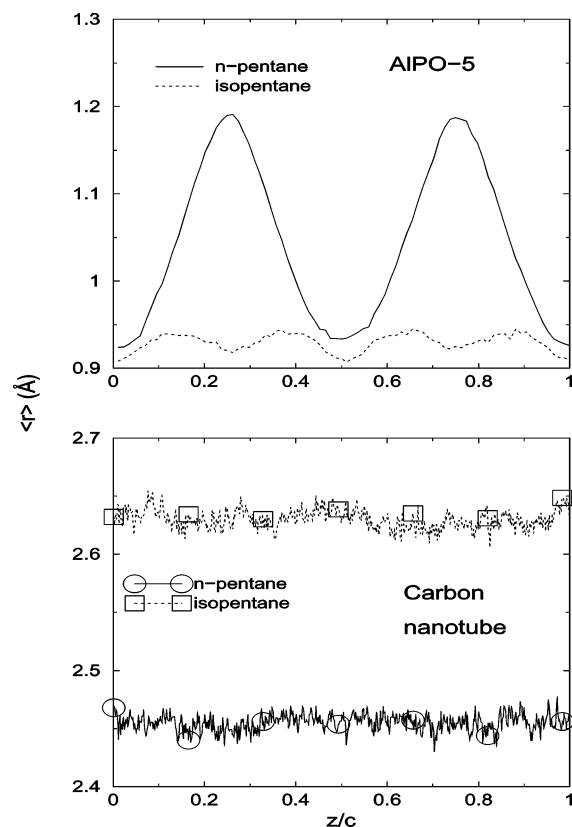 1.3
n−pentane
AlPO−5
isopentane
1.2
1.1
1
0.9
0 0.2 0.4 0.6 0.8 1
<r> (Å)
2.7
2.6
n−pentane
Carbon
isopentane
nanotube
2.5
2.4
0 0.2 0.4 0.6 0.8 1
z/c